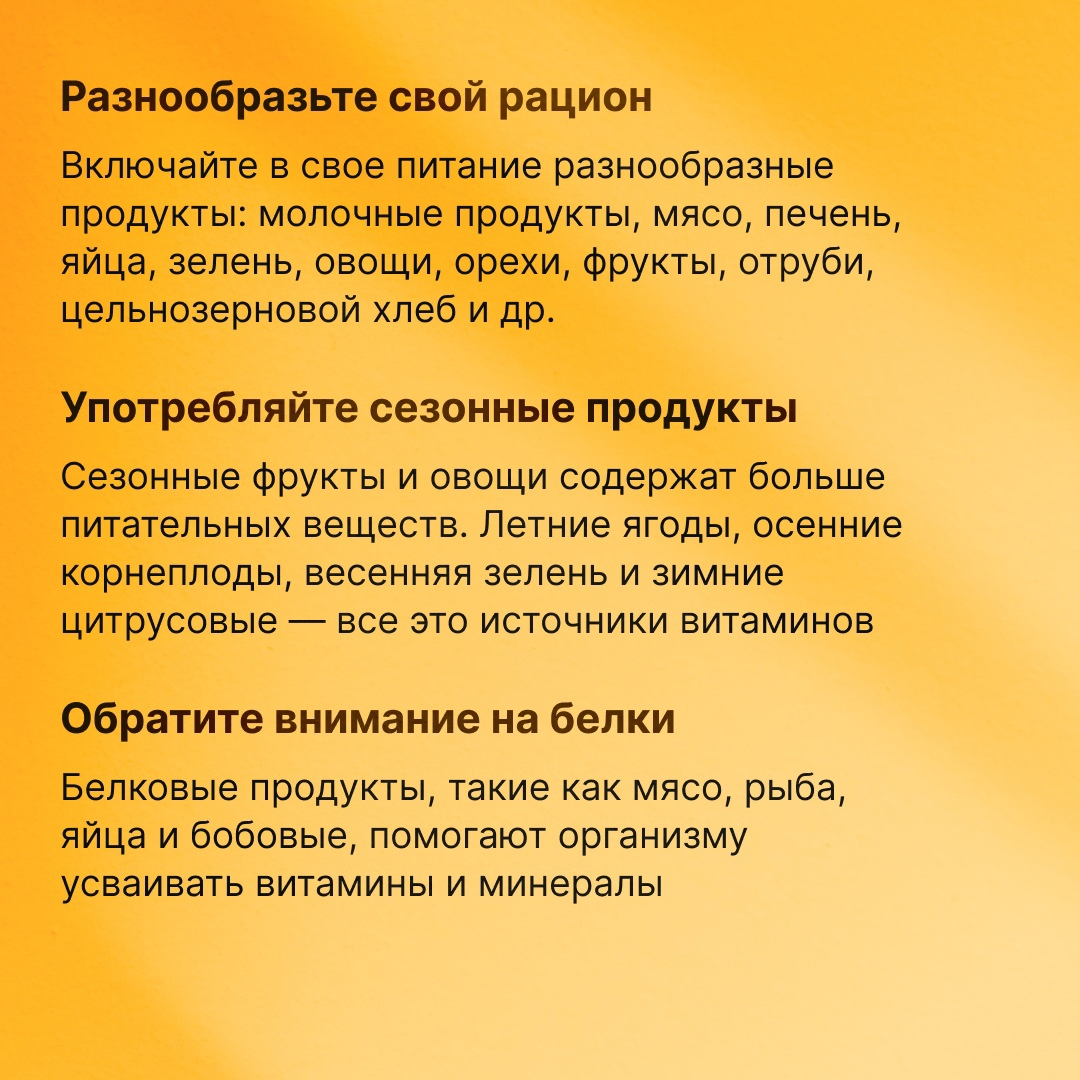 Разнообразьте свой рацион
Включайте в свое питание разнообразные
продукты: молочные продукты, мясо, печень,
яйца, зелень, овощи, орехи, фрукты, отруби,
цельнозерновой хлеб и др.
Употребляйте сезонные продукты
Сезонные фрукты и овощи содержат больше
питательных веществ. Летние ягоды, осенние
корнеплоды, весенняя зелень и зимние
цитрусовые — все это источники витаминов
Обратите внимание на белки
Белковые продукты, такие как мясо, рыба,
яйца и бобовые, помогают организму
усваивать витамины и минералы